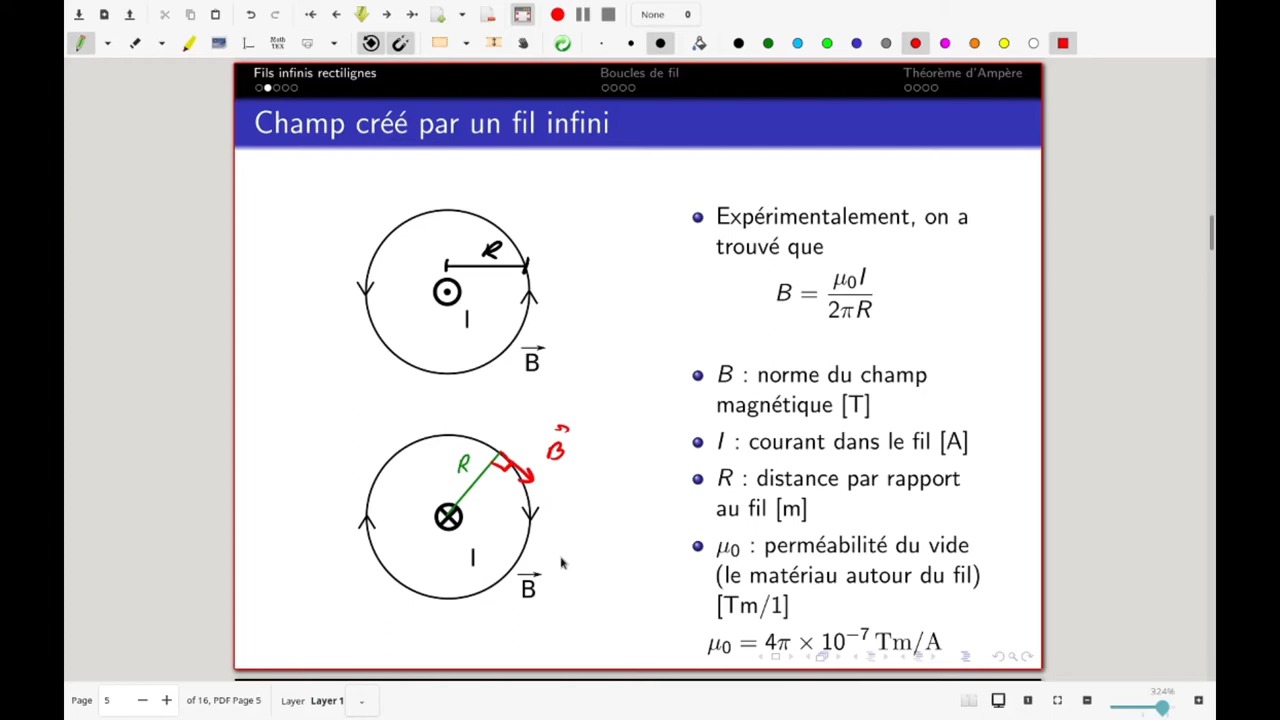 None 0
Math
TEX
Fils infinis rectilignes Boucles de fil Théorème d'Ampère
Champ créé par un fil infini
R
I
B
R
B
I
B
Expérimentalement, on a
trouvé que
B = μ₀I / 2πR
B : norme du champ
magnétique [T]
I : courant dans le fil [A]
R : distance par rapport
au fil [m]
μ₀ : perméabilité du vide
(le matériau autour du fil)
[Tm/1]
μ₀ = 4π × 10⁻⁷ Tm/A
Page 5 of 16, PDF Page 5 Layer Layer 1 324%